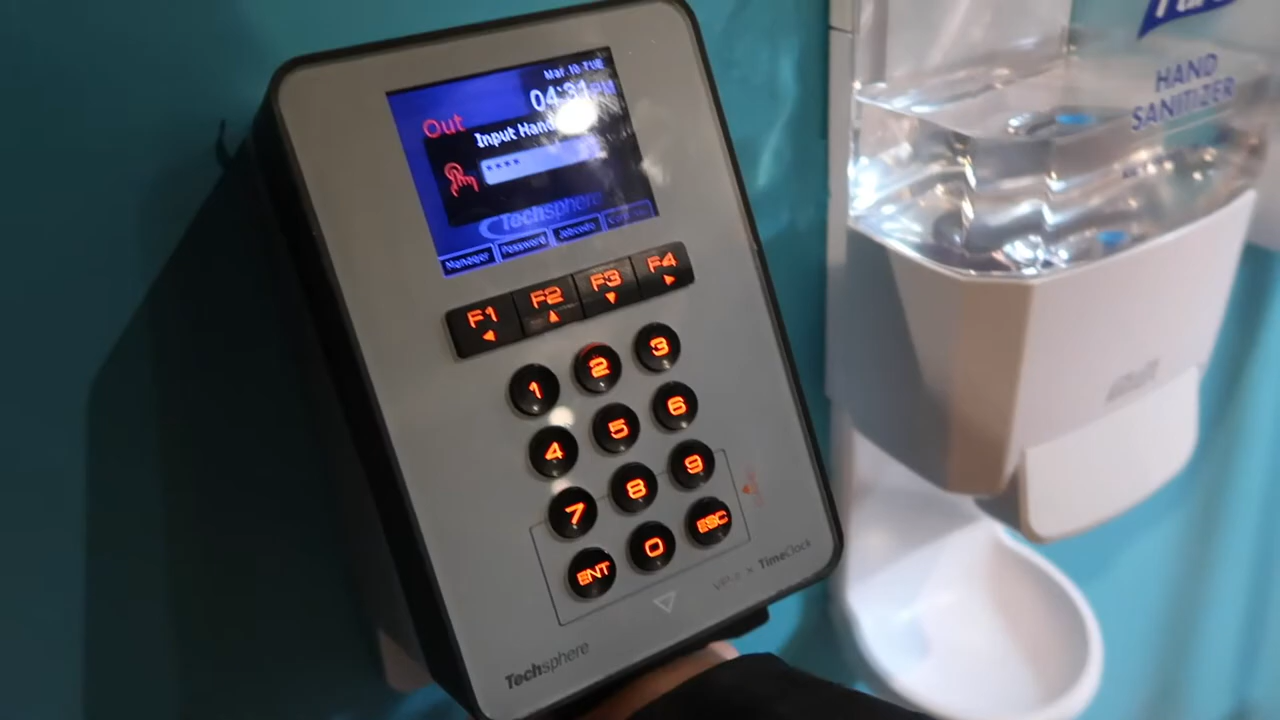 Mar.10 TUE
04:31PM
Out
Input Hand
****
Techsphere
Manager
Password
Jobcode
F1
F2
F3
F4
1
2
3
4
5
6
7
8
9
ENT
0
ESC
TimeClock
Techsphere
HAND
SANITIZER